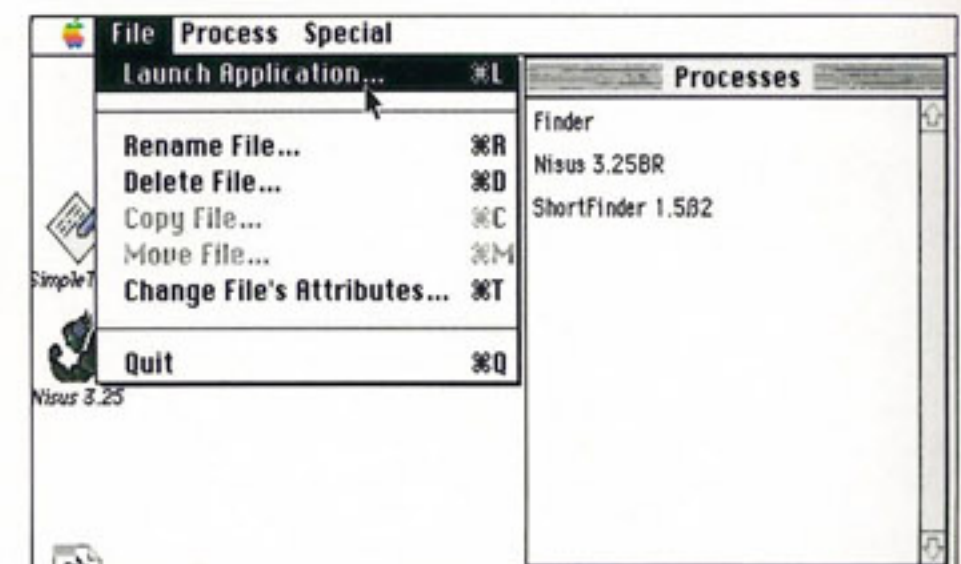 File Process Special
Launch Application... ⌘L
Rename File... ⌘R
Delete File... ⌘D
Copy File... ⌘C
Move File... ⌘M
Change File's Attributes... ⌘T
Quit ⌘Q
Processes
Finder
Nisus 3.25BR
ShortFinder 1.5ß2
SimpleT
Nisus 3.25